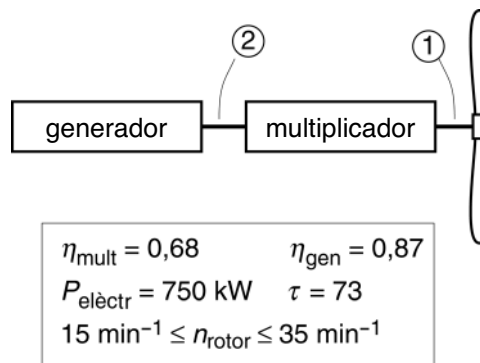 ② ①
generador multiplicador
η_mult = 0,68 η_gen = 0,87
P_elèctr = 750 kW τ = 73
15 min⁻¹ ≤ n_rotor ≤ 35 min⁻¹